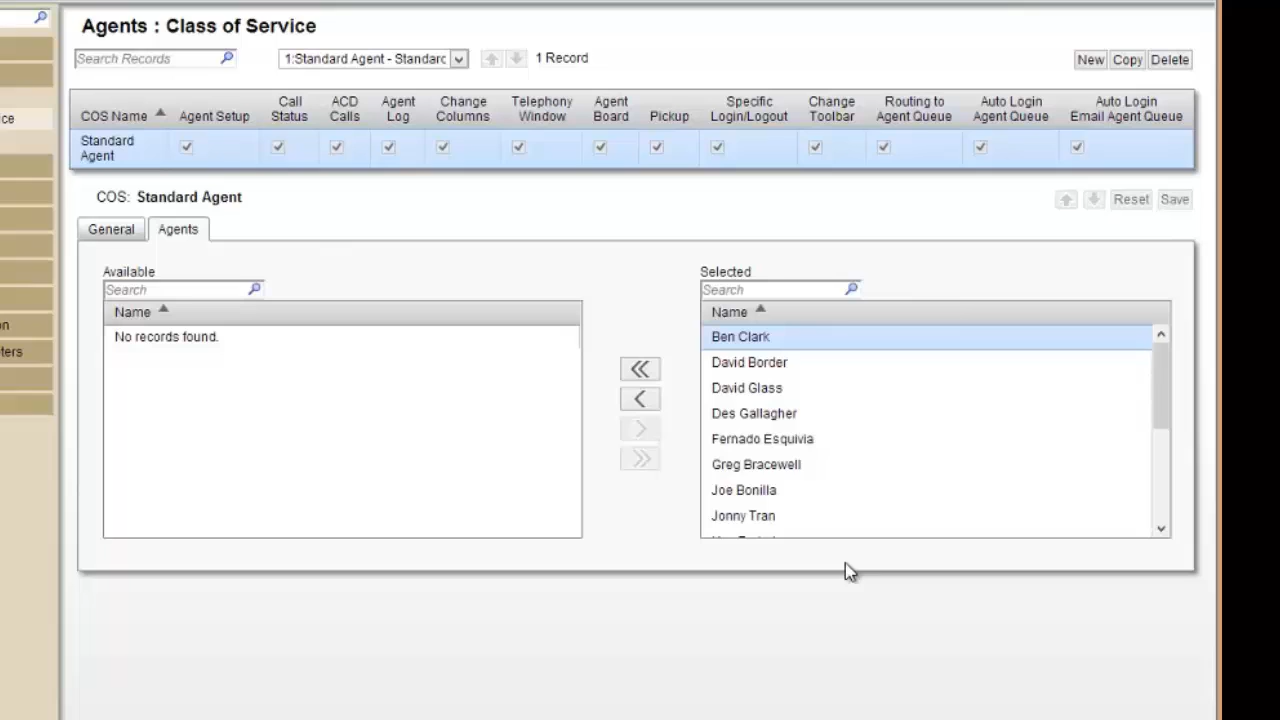 Agents : Class of Service
Search Records
1:Standard Agent - Standarc
1 Record
New
Copy
Delete
COS Name
Agent Setup
Call
Status
ACD
Calls
Agent
Log
Change
Columns
Telephony
Window
Agent
Board
Pickup
Specific
Login/Logout
Change
Toolbar
Routing to
Agent Queue
Auto Login
Agent Queue
Auto Login
Email Agent Queue
Standard
Agent
COS: Standard Agent
Reset
Save
General
Agents
Available
Search
Name
No records found.
Selected
Search
Name
Ben Clark
David Border
David Glass
Des Gallagher
Fernado Esquivia
Greg Bracewell
Joe Bonilla
Jonny Tran
ce
on
ters